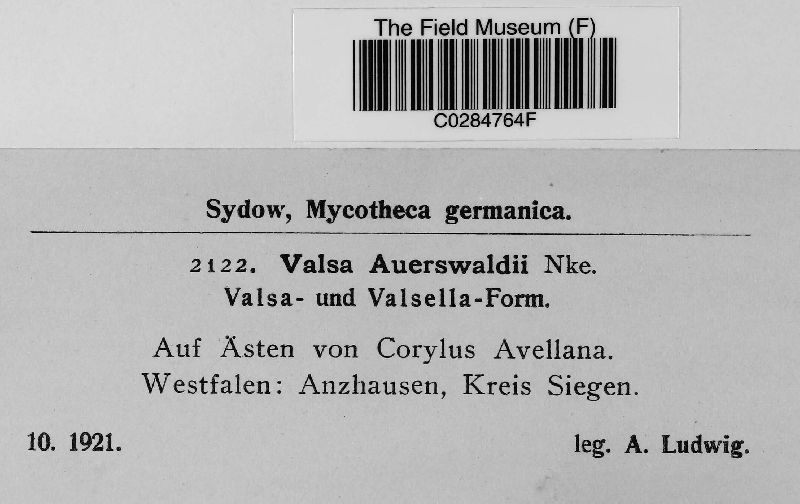 The Field Museum (F)
C0284764F
Sydow, Mycotheca germanica.
2122. Valsa Auerswaldii Nke.
Valsa- und Valsella-Form.
Auf Ästen von Corylus Avellana.
Westfalen: Anzhausen, Kreis Siegen.
10. 1921. leg. A. Ludwig.